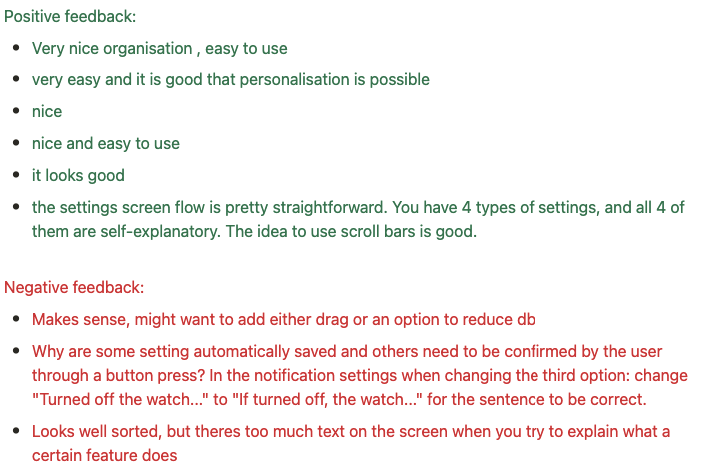 Positive feedback:
Very nice organisation , easy to use
very easy and it is good that personalisation is possible
nice
nice and easy to use
it looks good
the settings screen flow is pretty straightforward. You have 4 types of settings, and all 4 of
them are self-explanatory. The idea to use scroll bars is good.
Negative feedback:
Makes sense, might want to add either drag or an option to reduce db
Why are some setting automatically saved and others need to be confirmed by the user
through a button press? In the notification settings when changing the third option: change
"Turned off the watch..." to "If turned off, the watch..." for the sentence to be correct.
Looks well sorted, but theres too much text on the screen when you try to explain what a
certain feature does